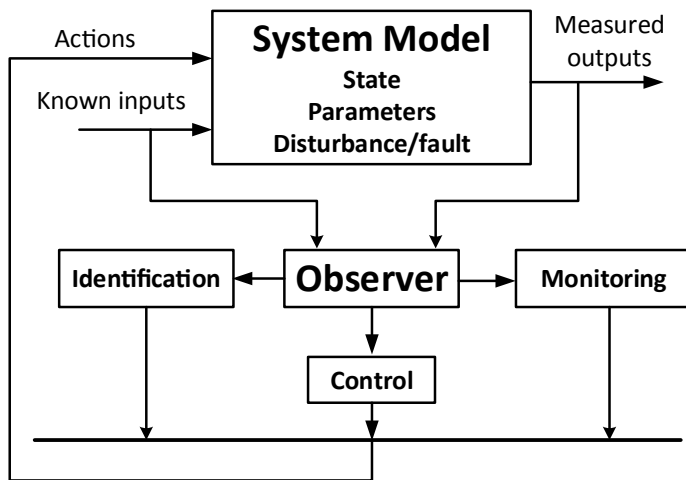 Actions
Known inputs
System Model
State
Parameters
Disturbance/fault
Measured
outputs
Identification
Observer
Monitoring
Control